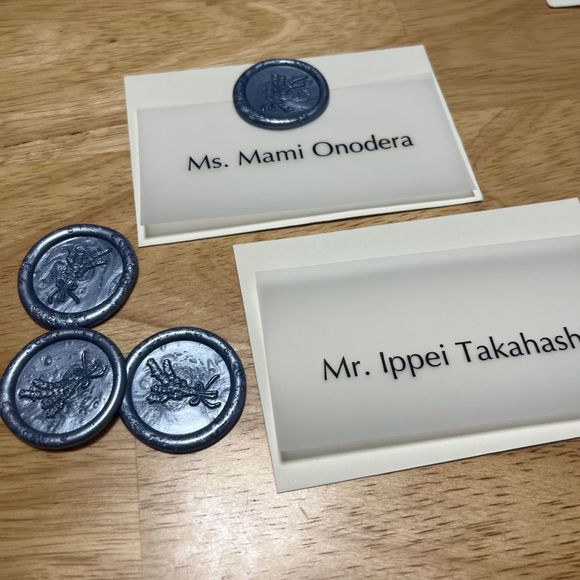 Ms. Mami Onodera
Mr. Ippei Takahash